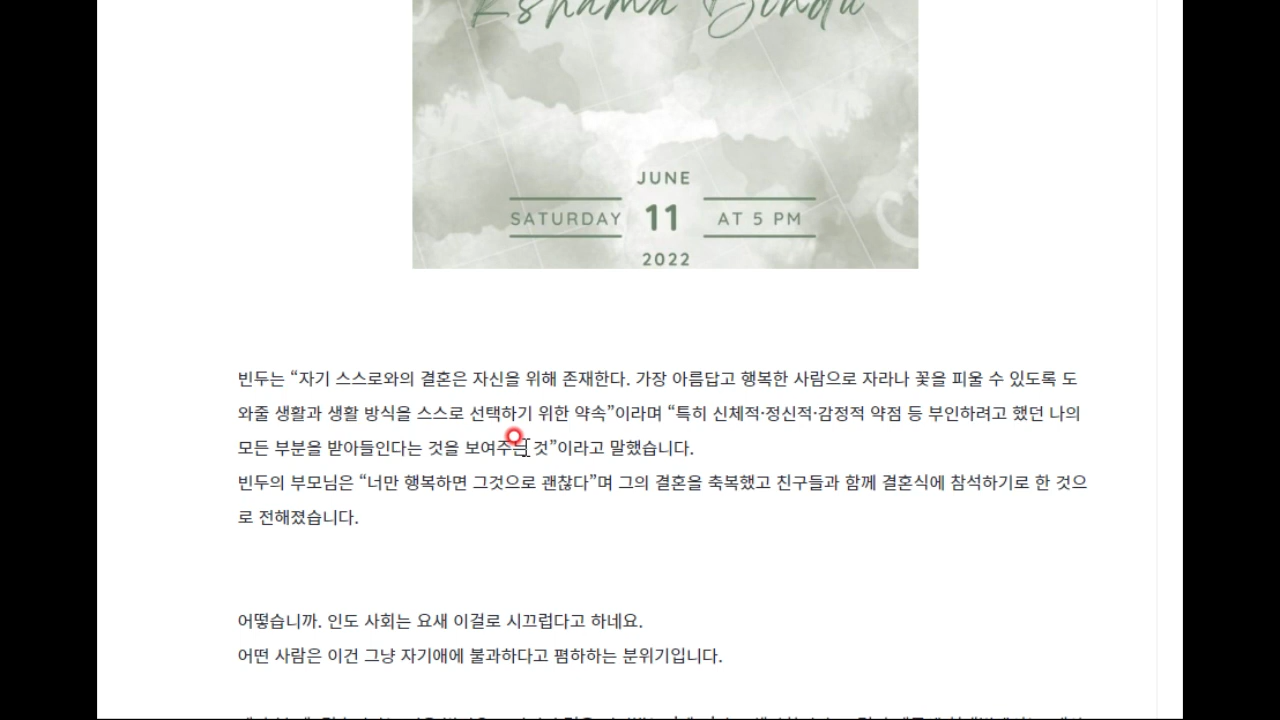 Kshama Bindu
JUNE
SATURDAY 11 AT 5 PM
2022
빈두는 “자기 스스로와의 결혼은 자신을 위해 존재한다. 가장 아름답고 행복한 사람으로 자라나 꽃을 피울 수 있도록 도
와줄 생활과 생활 방식을 스스로 선택하기 위한 약속”이라며 “특히 신체적·정신적·감정적 약점 등 부인하려고 했던 나의
모든 부분을 받아들인다는 것을 보여주는 것”이라고 말했습니다.
빈두의 부모님은 “너만 행복하면 그것으로 괜찮다”며 그의 결혼을 축복했고 친구들과 함께 결혼식에 참석하기로 한 것으
로 전해졌습니다.
어떻습니까. 인도 사회는 요새 이걸로 시끄럽다고 하네요.
어떤 사람은 이건 그냥 자기애에 불과하다고 폄하하는 분위기입니다.